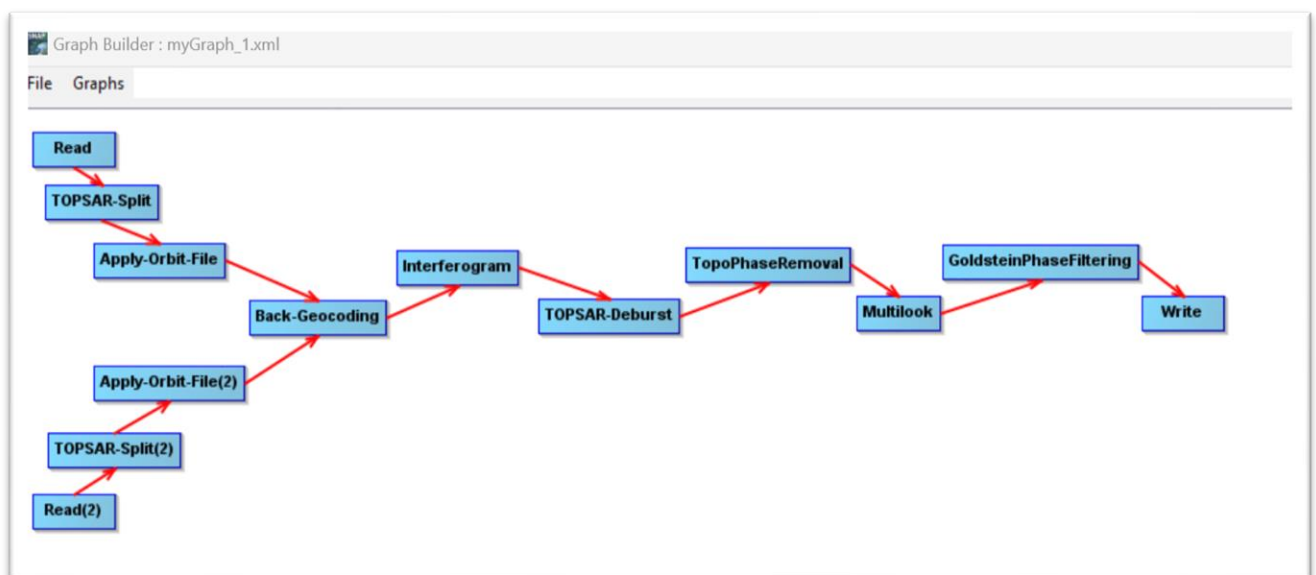 Graph Builder : myGraph_1.xml
File Graphs
Read
TOPSAR-Split
Apply-Orbit-File
Back-Geocoding
Apply-Orbit-File(2)
TOPSAR-Split(2)
Read(2)
Interferogram
TOPSAR-Deburst
TopoPhaseRemoval
Multilook
GoldsteinPhaseFiltering
Write